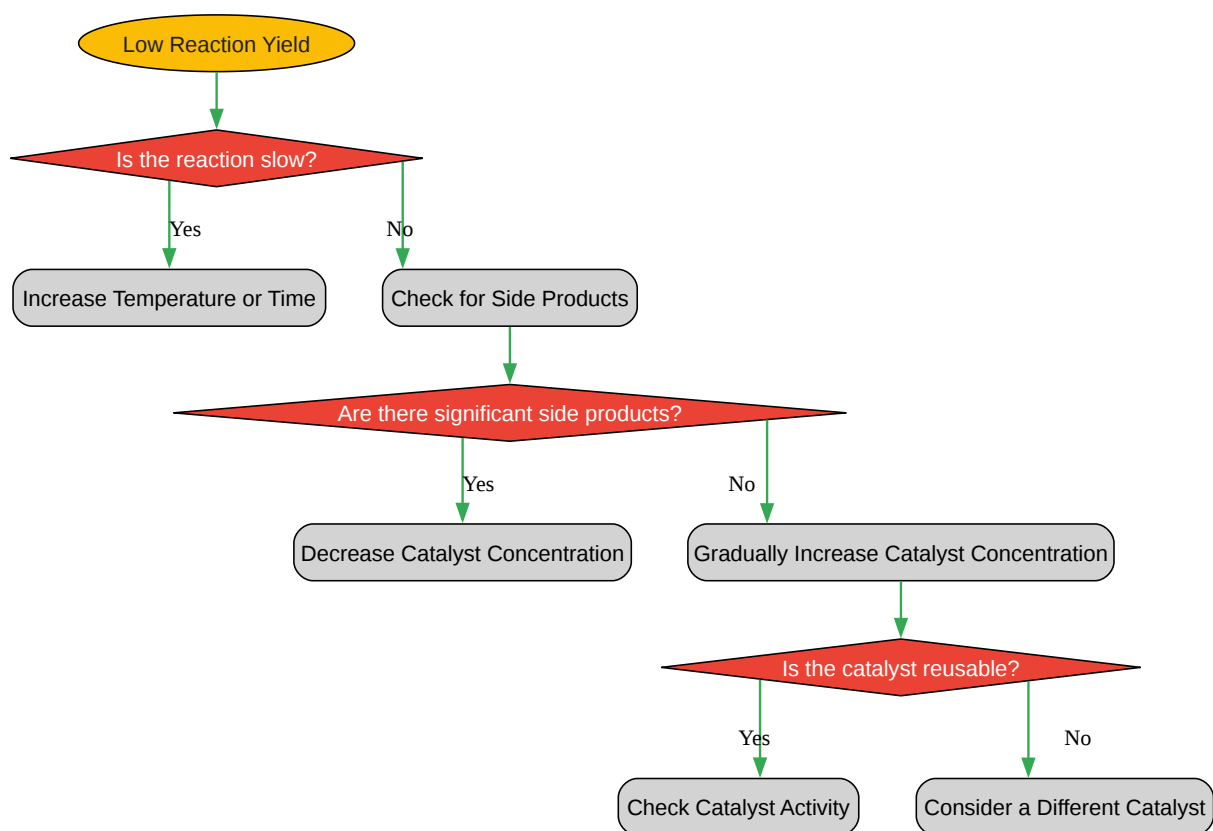 Low Reaction Yield
Is the reaction slow?
Yes
No
Increase Temperature or Time
Check for Side Products
Are there significant side products?
Yes
No
Decrease Catalyst Concentration
Gradually Increase Catalyst Concentration
Is the catalyst reusable?
Yes
No
Check Catalyst Activity
Consider a Different Catalyst